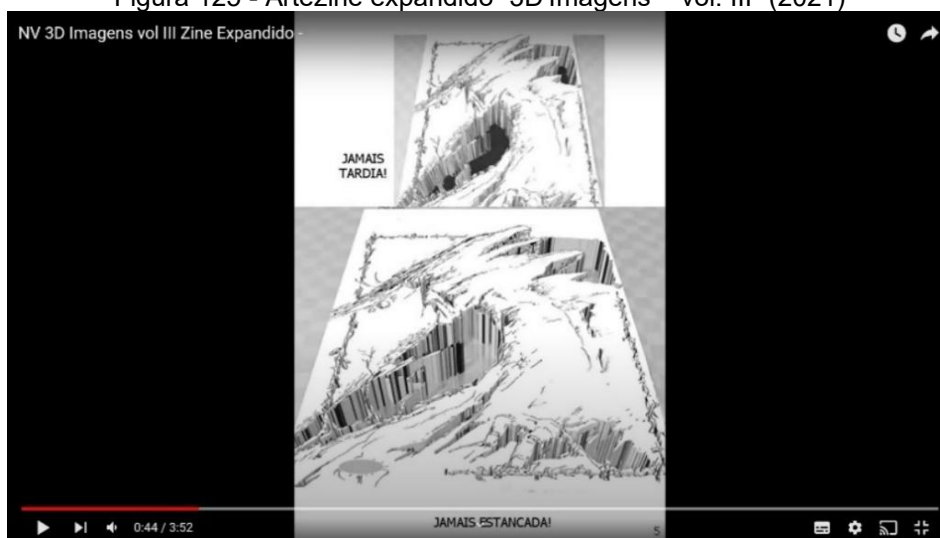 Figura 123 - Artezine expandido "3D Imagens" - vol. III (2021)
NV 3D Imagens vol III Zine Expandido -
JAMAIS
TARDIA!
JAMAIS ESTANCADA!
5
0:44 / 3:52